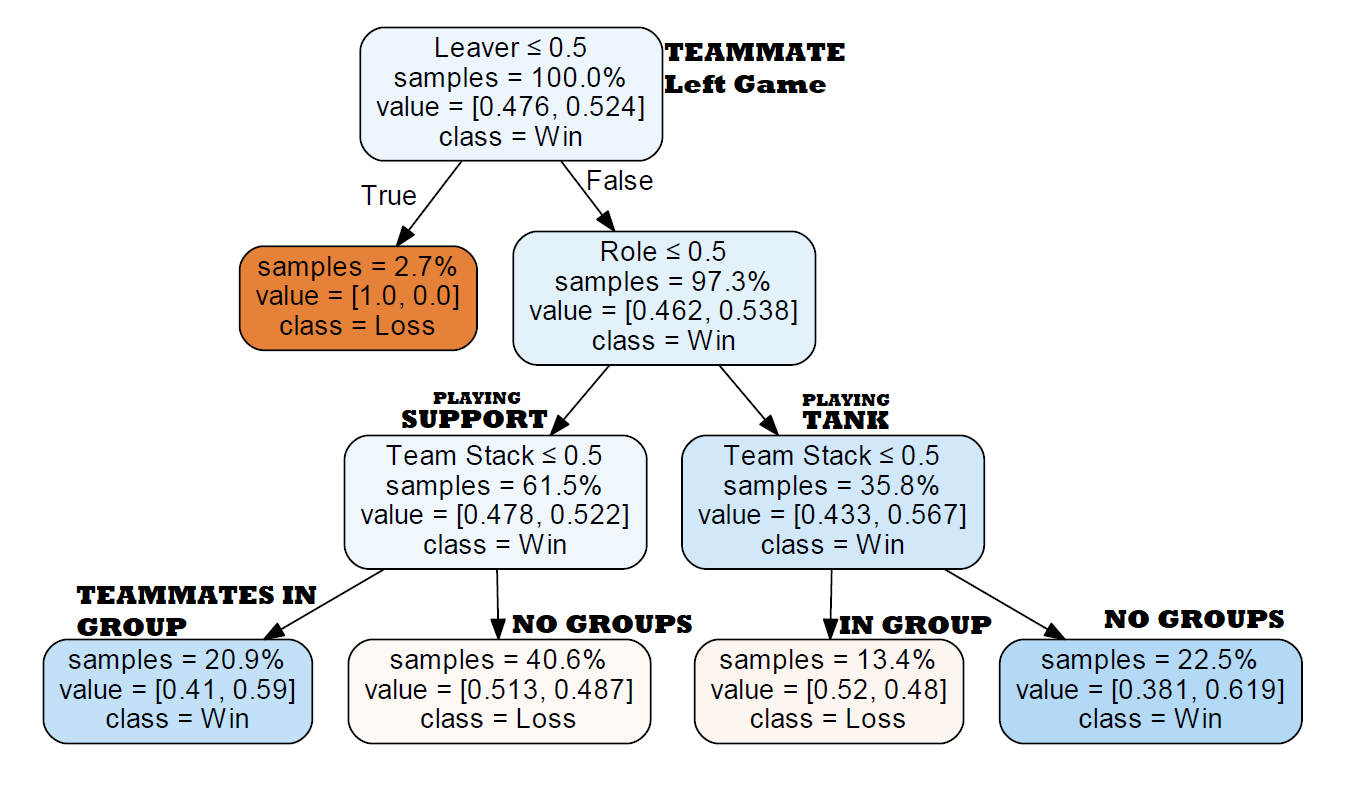 Leaver ≤ 0.5
samples = 100.0%
value = [0.476, 0.524]
class = Win
TEAMMATE
Left Game
True
False
samples = 2.7%
value = [1.0, 0.0]
class = Loss
Role ≤ 0.5
samples = 97.3%
value = [0.462, 0.538]
class = Win
PLAYING
SUPPORT
PLAYING
TANK
Team Stack ≤ 0.5
samples = 61.5%
value = [0.478, 0.522]
class = Win
Team Stack ≤ 0.5
samples = 35.8%
value = [0.433, 0.567]
class = Win
TEAMMATES IN
GROUP
NO GROUPS
IN GROUP
NO GROUPS
samples = 20.9%
value = [0.41, 0.59]
class = Win
samples = 40.6%
value = [0.513, 0.487]
class = Loss
samples = 13.4%
value = [0.52, 0.48]
class = Loss
samples = 22.5%
value = [0.381, 0.619]
class = Win